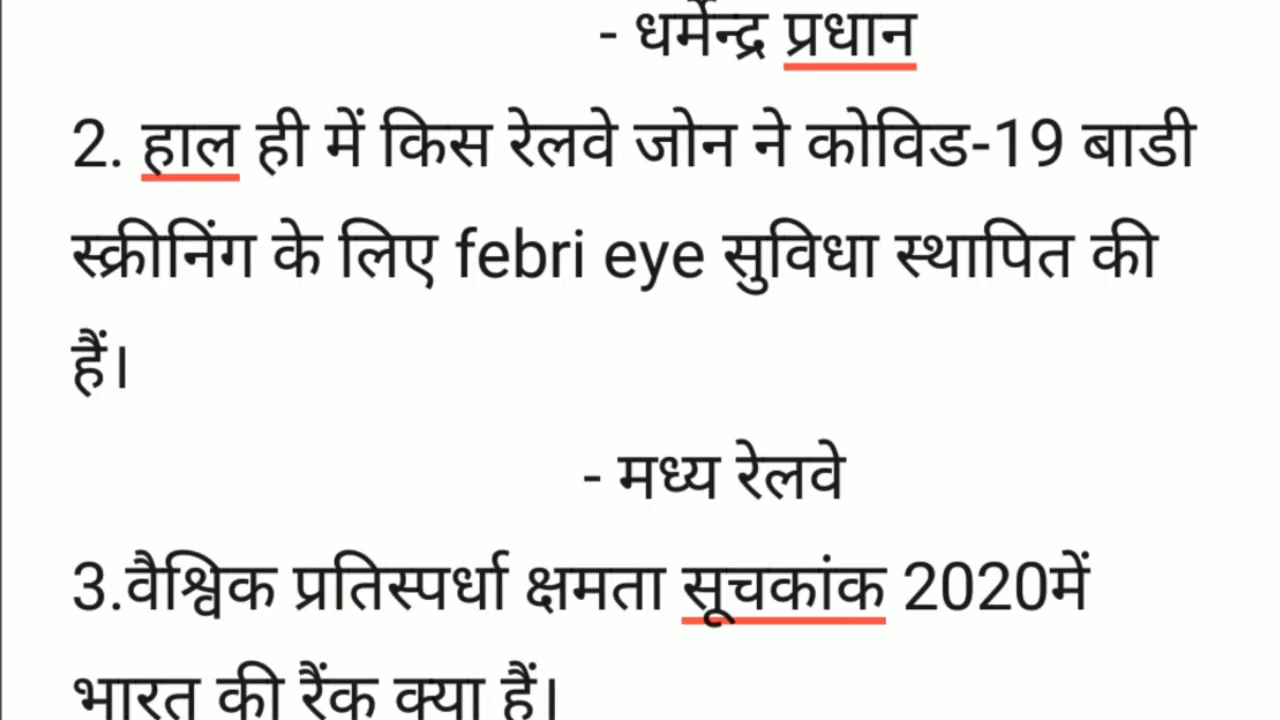 - धर्मेन्द्र प्रधान
2. हाल ही में किस रेलवे जोन ने कोविड-19 बाडी
स्क्रीनिंग के लिए febri eye सुविधा स्थापित की
हैं।
- मध्य रेलवे
3.वैश्विक प्रतिस्पर्धा क्षमता सूचकांक 2020में
भारत की रैंक क्या हैं।